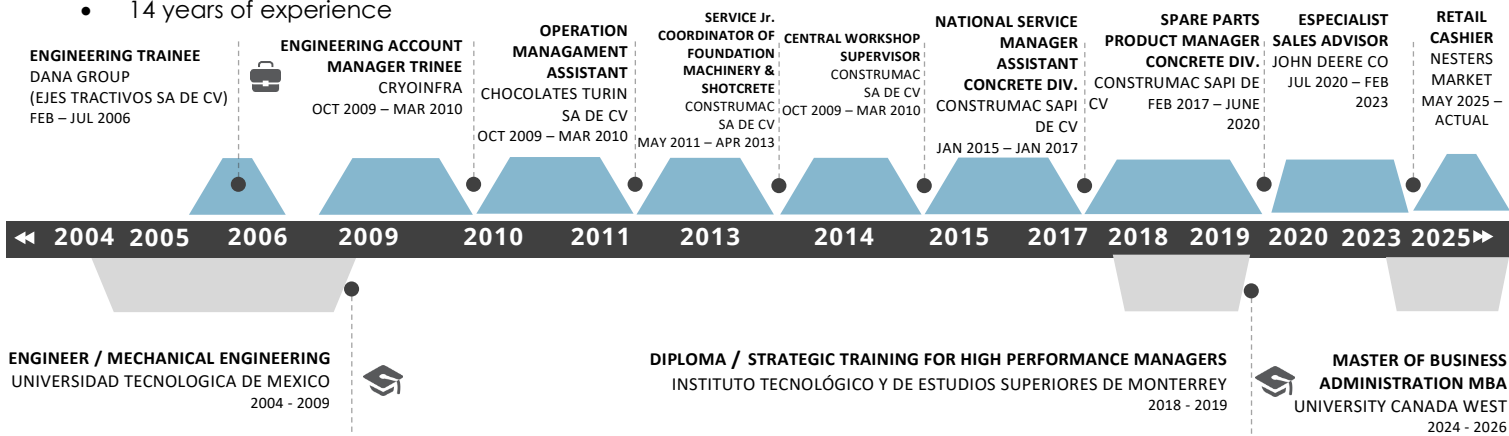 • 14 years of experience
ENGINEERING TRAINEE
DANA GROUP
(EJES TRACTIVOS SA DE CV)
FEB – JUL 2006
ENGINEERING ACCOUNT
MANAGER TRINEE
CRYOINFRA
OCT 2009 – MAR 2010
OPERATION
MANAGAMENT
ASSISTANT
CHOCOLATES TURIN
SA DE CV
OCT 2009 – MAR 2010
SERVICE Jr.
COORDINATOR OF
FOUNDATION
MACHINERY &
SHOTCRETE
CONSTRUMAC
SA DE CV
MAY 2011 – APR 2013
CENTRAL WORKSHOP
SUPERVISOR
CONSTRUMAC
SA DE CV
OCT 2009 – MAR 2010
NATIONAL SERVICE
MANAGER
ASSISTANT
CONCRETE DIV.
CONSTRUMAC SAPI
DE CV
JAN 2015 – JAN 2017
SPARE PARTS
PRODUCT MANAGER
CONCRETE DIV.
CONSTRUMAC SAPI DE
CV
FEB 2017 – JUNE
2020
ESPECIALIST
SALES ADVISOR
JOHN DEERE CO
JUL 2020 – FEB
2023
RETAIL
CASHIER
NESTERS
MARKET
MAY 2025 –
ACTUAL
2004 2005 2006 2009 2010 2011 2013 2014 2015 2017 2018 2019 2020 2023 2025
ENGINEER / MECHANICAL ENGINEERING
UNIVERSIDAD TECNOLOGICA DE MEXICO
2004 - 2009
DIPLOMA / STRATEGIC TRAINING FOR HIGH PERFORMANCE MANAGERS
INSTITUTO TECNOLÓGICO Y DE ESTUDIOS SUPERIORES DE MONTERREY
2018 - 2019
MASTER OF BUSINESS
ADMINISTRATION MBA
UNIVERSITY CANADA WEST
2024 - 2026